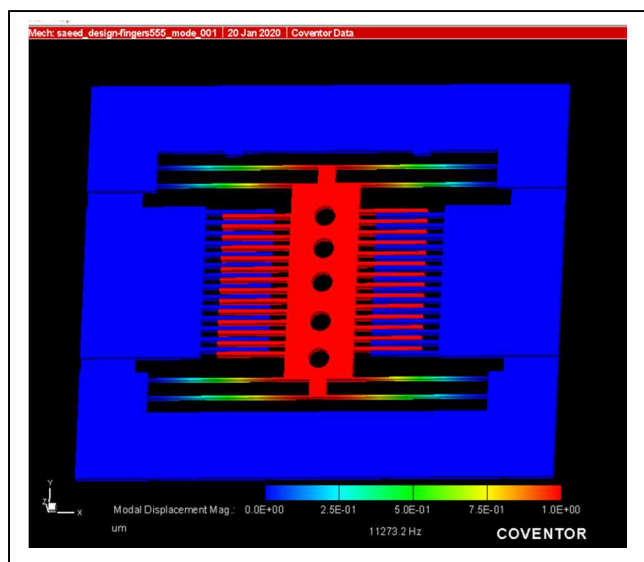 Mech: saeed_design-fingers555_mode_001 | 20 Jan 2020 | Coventor Data
Y
Z
X
Modal Displacement Mag.: 0.0E+00 2.5E-01 5.0E-01 7.5E-01 1.0E+00
um
11273.2 Hz
COVENTOR